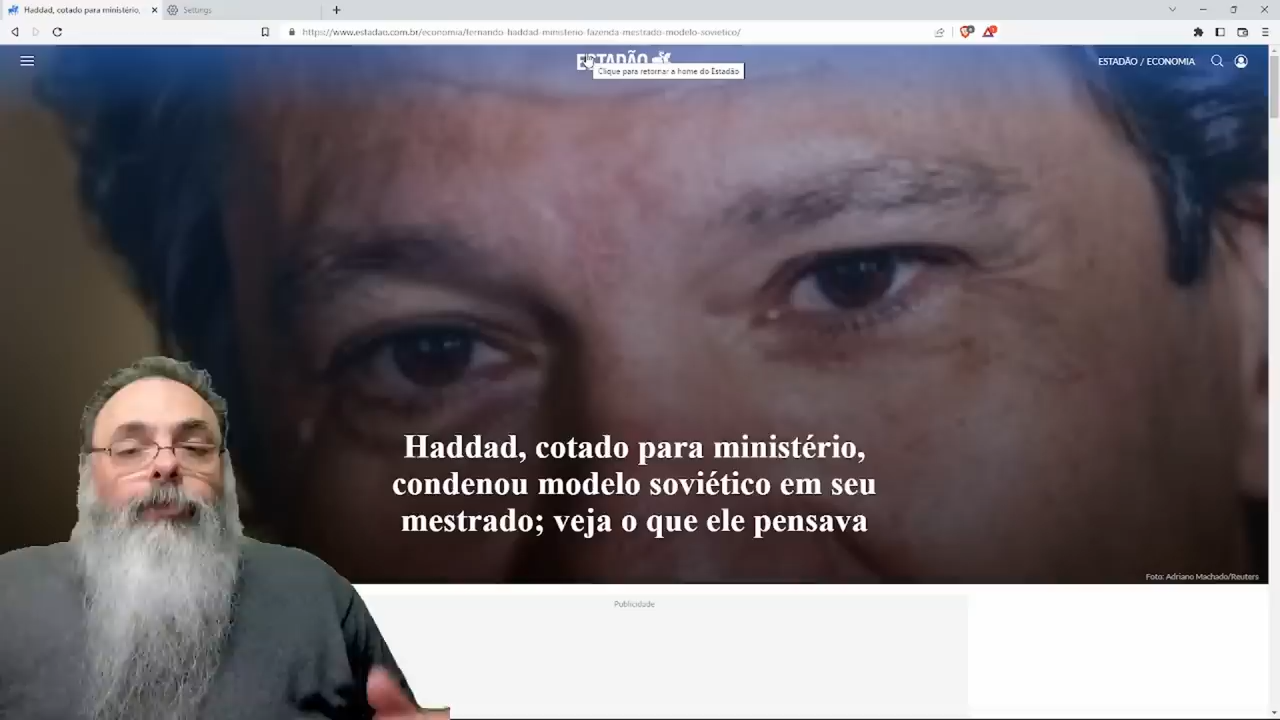 Haddad, cotado para ministério,
Settings
https://www.estadao.com.br/economia/fernando-haddad-ministerio-fazenda-mestrado-modelo-sovietico/
ESTADÃO
Clique para retornar a home do Estadão
ESTADÃO / ECONOMIA
Haddad, cotado para ministério,
condenou modelo soviético em seu
mestrado; veja o que ele pensava
Foto: Adriano Machado/Reuters
Publicidade